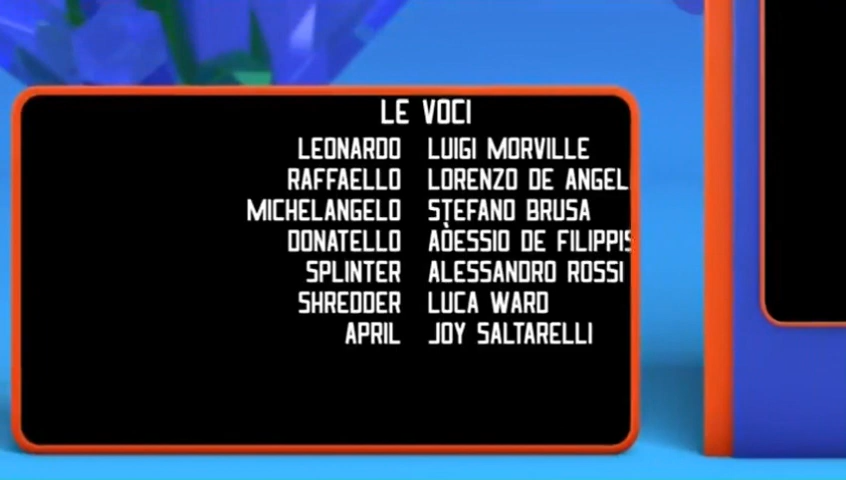 LE VOCI
LEONARDO LUIGI MORVILLE
RAFFAELLO LORENZO DE ANGEL
MICHELANGELO STEFANO BRUSA
DONATELLO ADESSIO DE FILIPPIS
SPLINTER ALESSANDRO ROSSI
SHREDDER LUCA WARD
APRIL JOY SALTARELLI